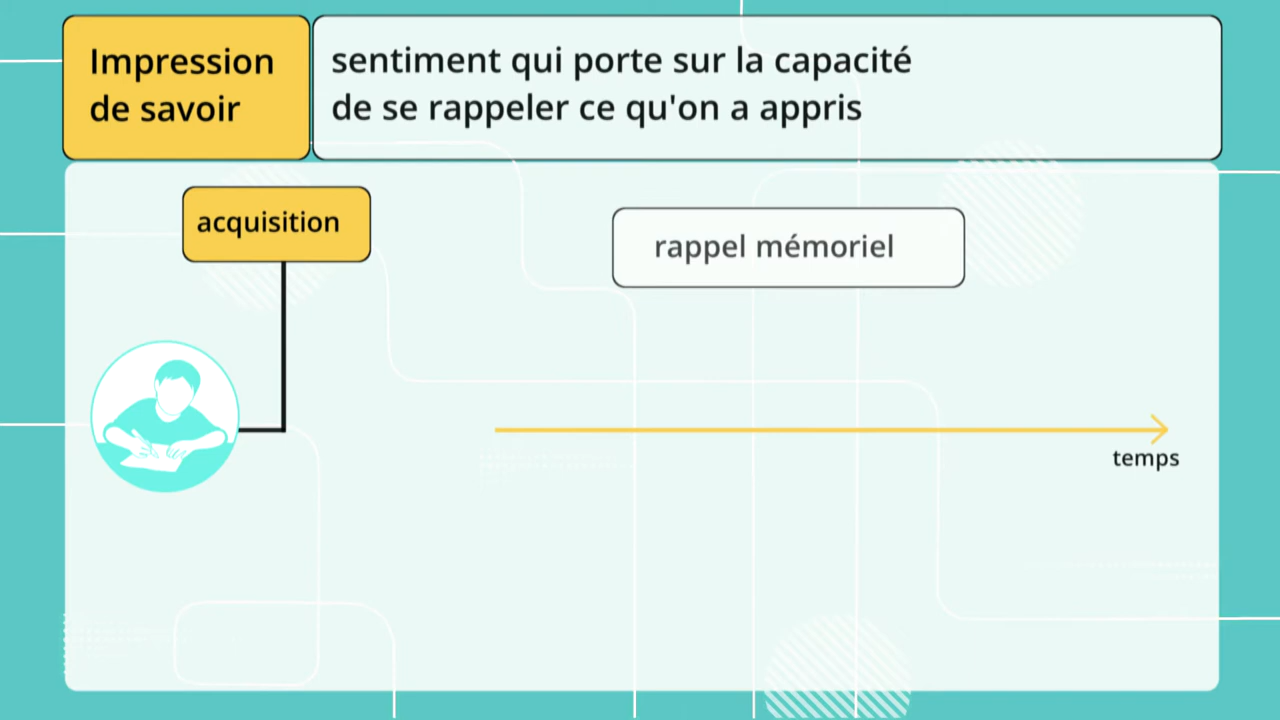 Impression
de savoir
sentiment qui porte sur la capacité
de se rappeler ce qu'on a appris
acquisition
rappel mémoriel
temps